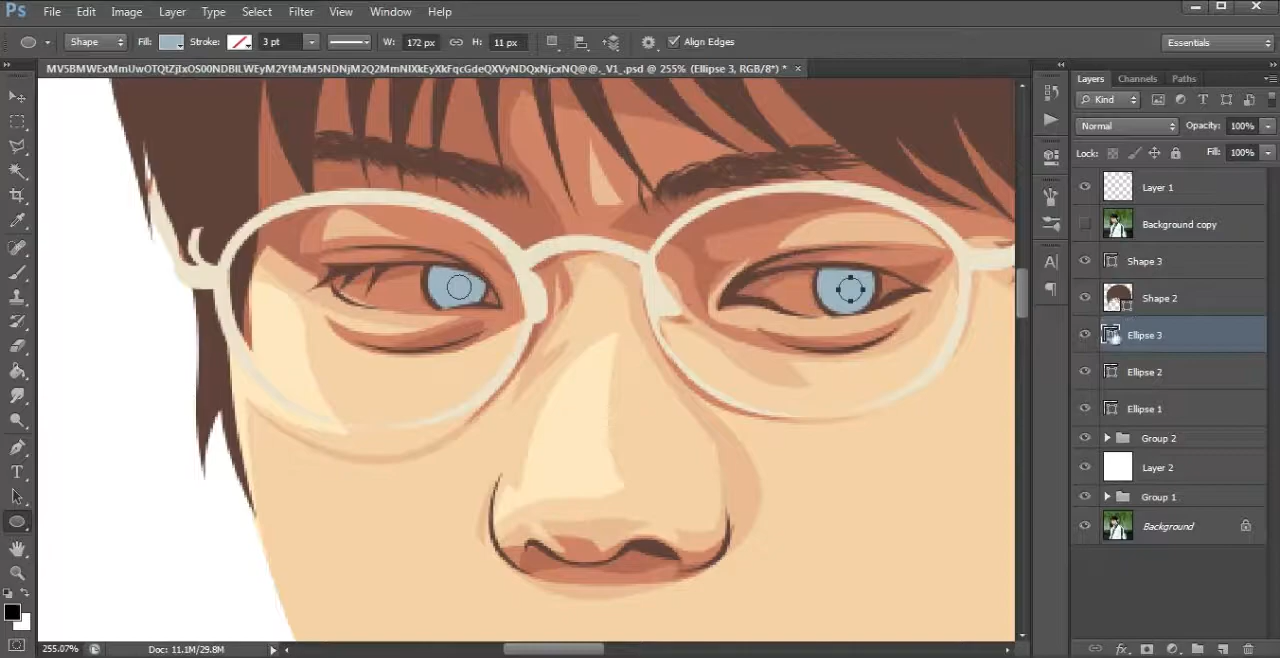 Ps File Edit Image Layer Type Select Filter View Window Help
Shape Fill: Stroke: 3 pt W: 172 px H: 11 px Align Edges Essentials
MV5BMWExMmUwOTQtZjIxOS00NDBlLWEyM2YtMzM5NDNjM2Q2MmNlXkEyXkFqcGdeQXVyNDQxNjcxNQ@@._V1_.psd @ 255% (Ellipse 3, RGB/8*) * ×
Layers Channels Paths
Kind T
Normal Opacity: 100%
Lock: Fill: 100%
Layer 1
Background copy
Shape 3
Shape 2
Ellipse 3
Ellipse 2
Ellipse 1
Group 2
Layer 2
Group 1
Background
255.07% Doc: 11.1M/29.8M